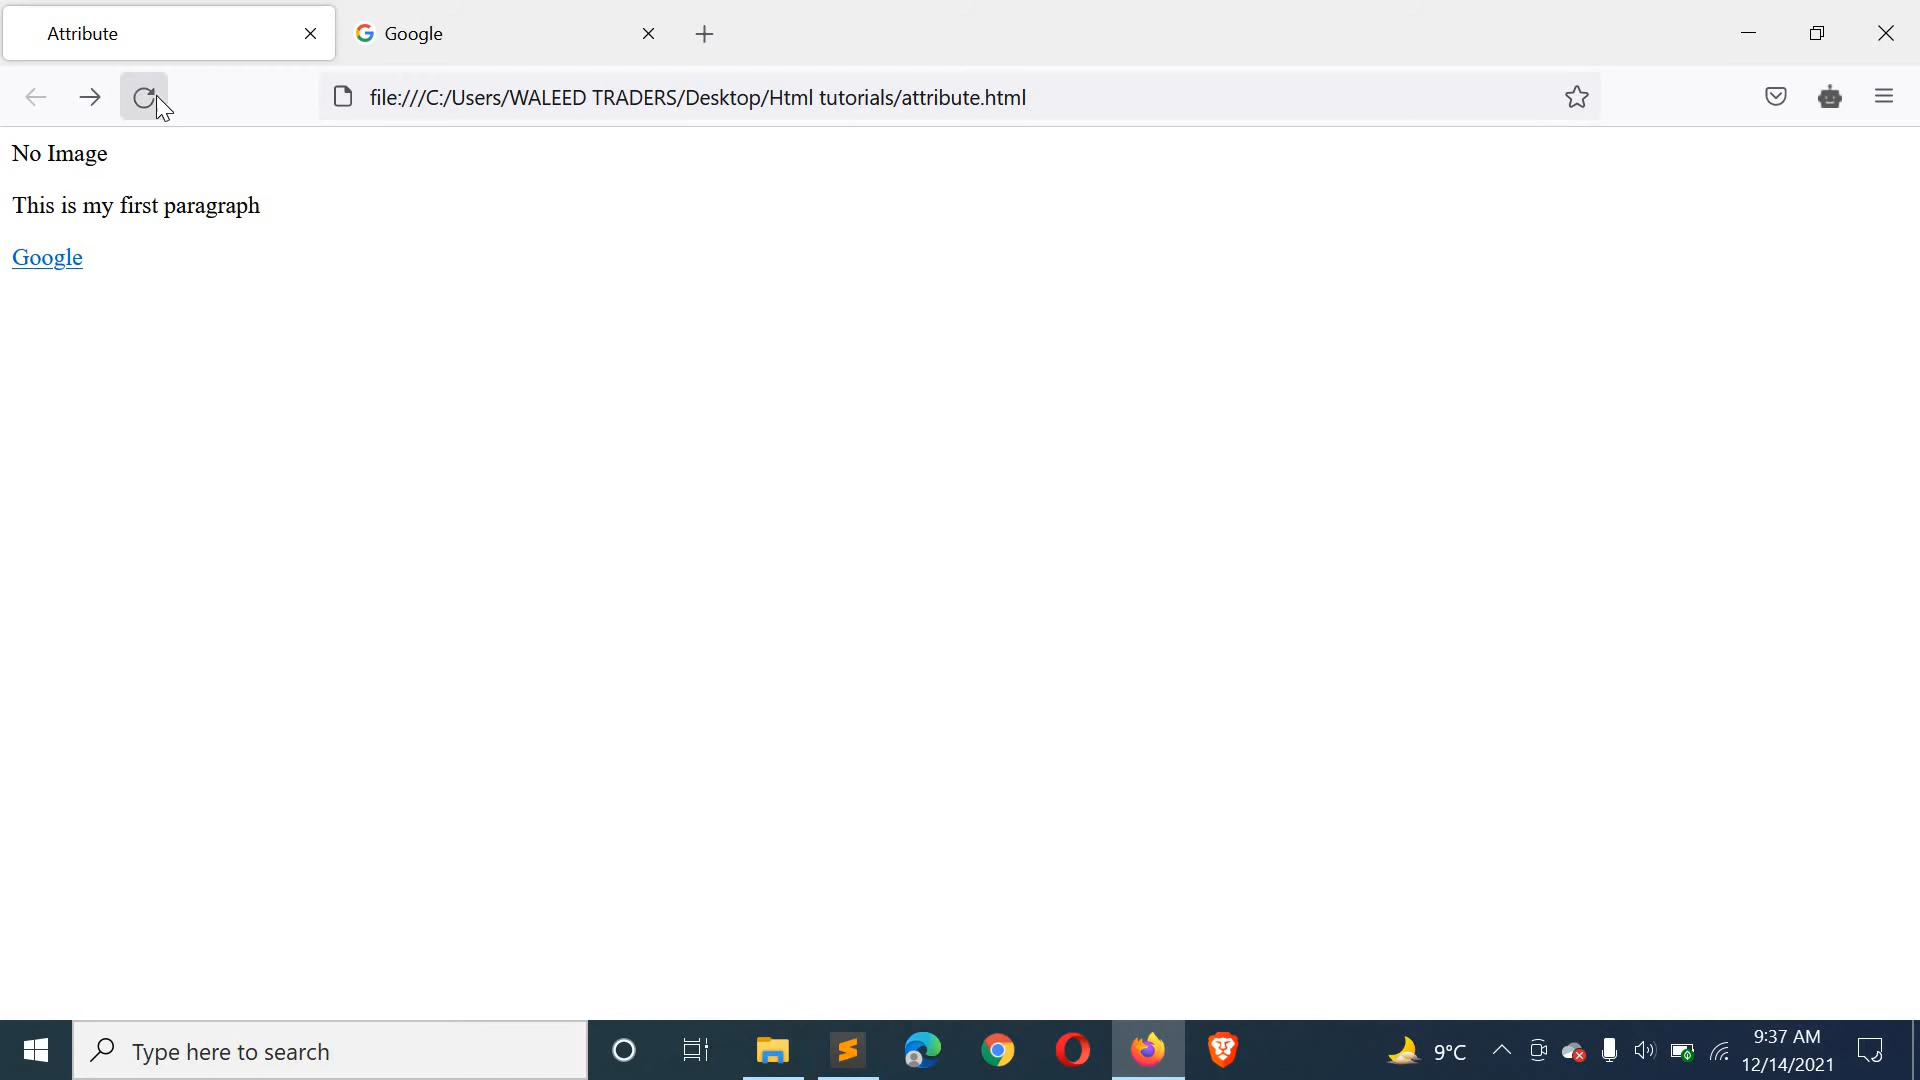 Attribute
Google
file:///C:/Users/WALEED TRADERS/Desktop/Html tutorials/attribute.html
No Image
This is my first paragraph
Google
Type here to search
9°C
9:37 AM
12/14/2021